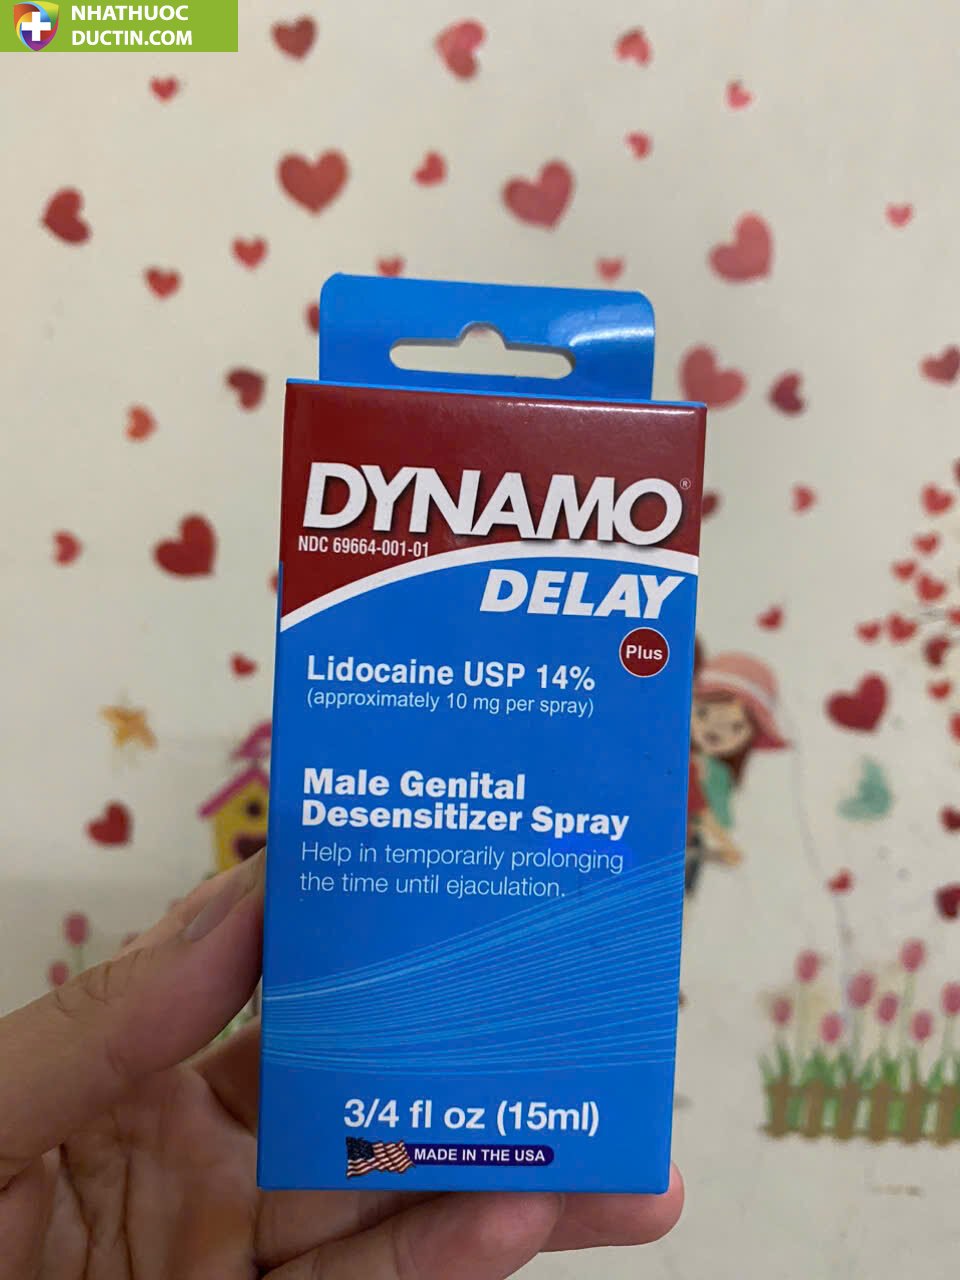 NHATHUOC
DUCTIN.COM
DYNAMO®
NDC 69664-001-01
DELAY
Plus
Lidocaine USP 14%
(approximately 10 mg per spray)
Male Genital
Desensitizer Spray
Help in temporarily prolonging
the time until ejaculation.
3/4 fl oz (15ml)
MADE IN THE USA